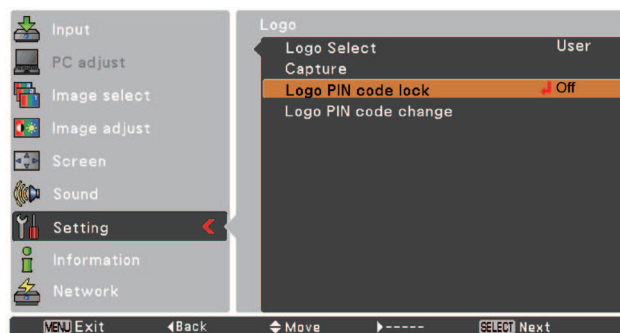 Input
PC adjust
Image select
Image adjust
Screen
Sound
Setting
Information
Network
Logo
Logo Select User
Capture
Logo PIN code lock Off
Logo PIN code change
MENU Exit ◀Back ◆Move ▶----- SELECT Next